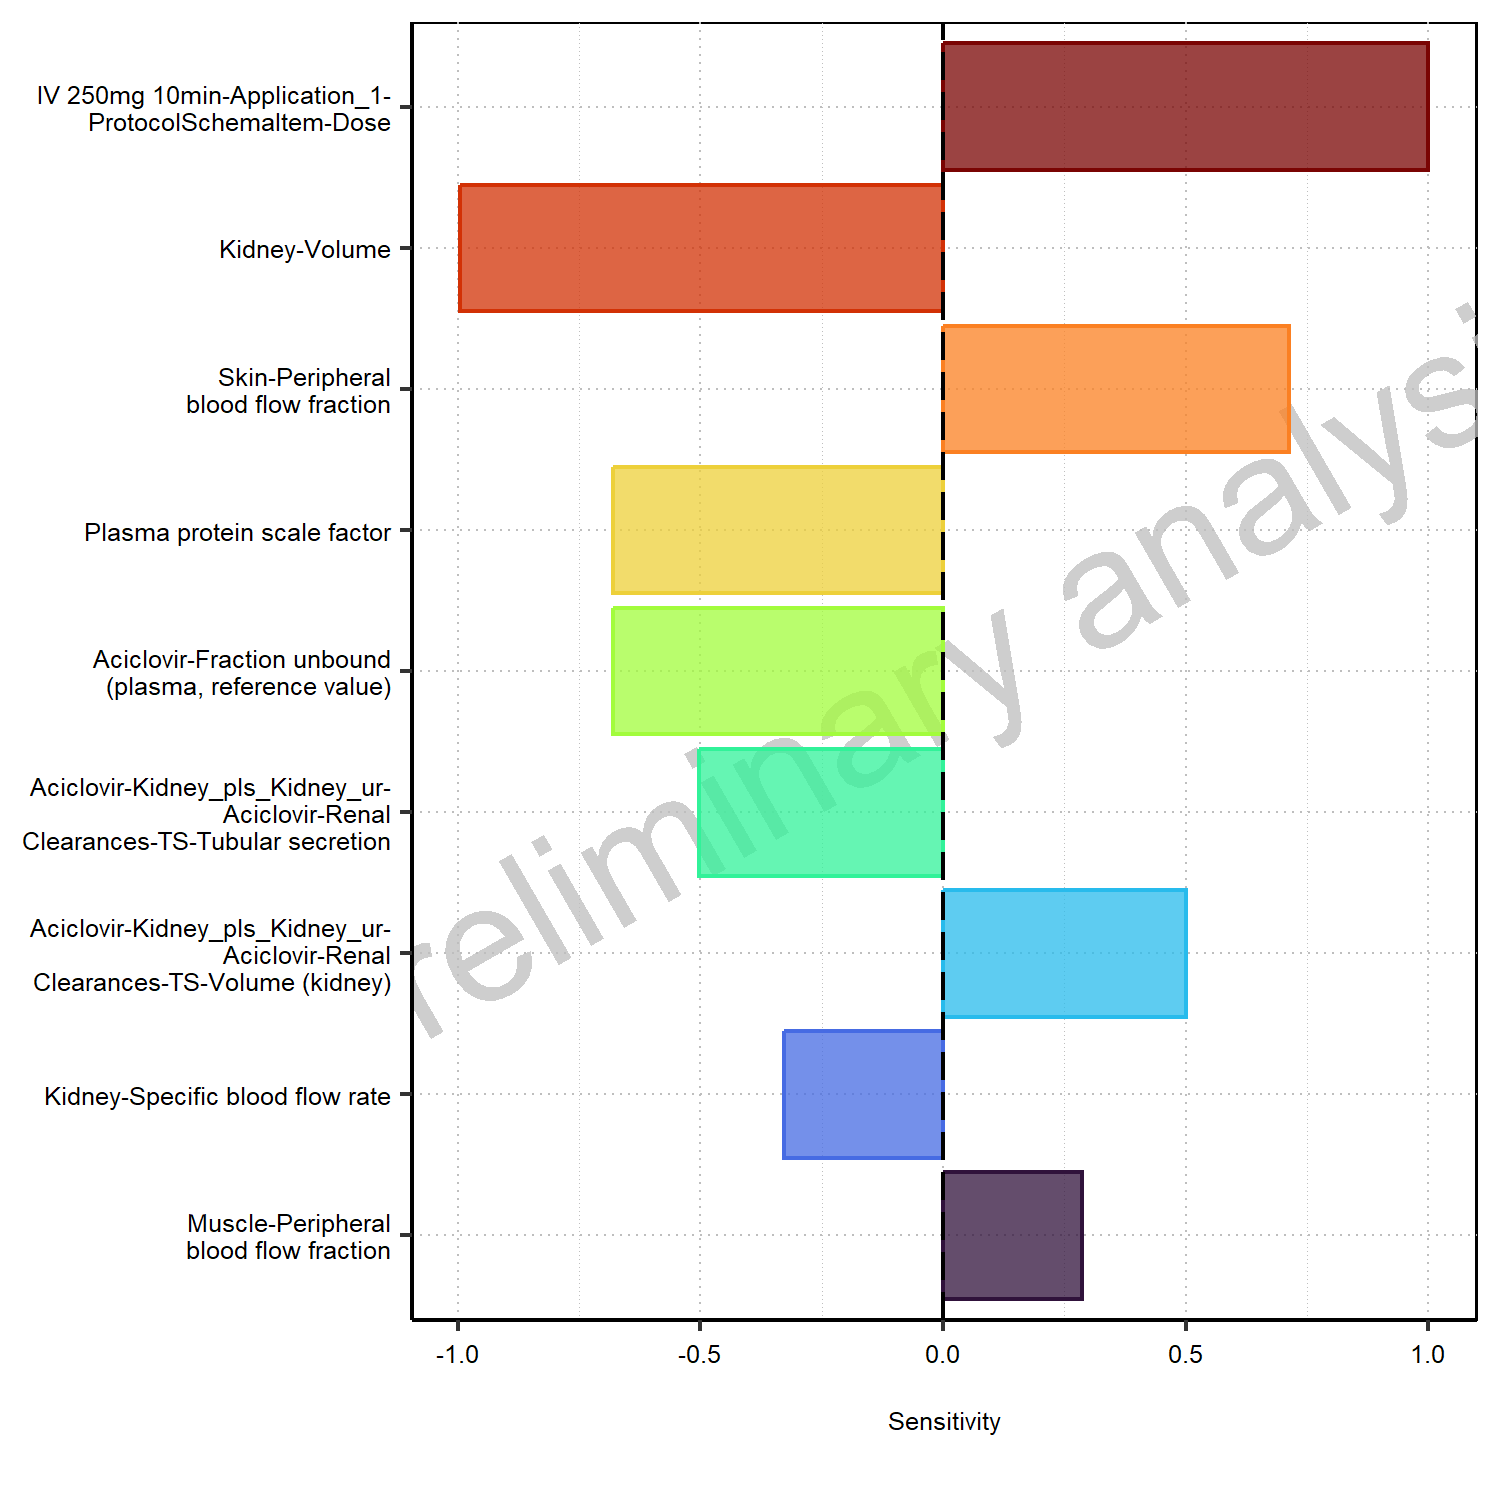 IV 250mg 10min-Application_1-
ProtocolSchemaItem-Dose
Kidney-Volume
Skin-Peripheral
blood flow fraction
Plasma protein scale factor
Aciclovir-Fraction unbound
(plasma, reference value)
Aciclovir-Kidney_pls_Kidney_ur-
Aciclovir-Renal
Clearances-TS-Tubular secretion
Aciclovir-Kidney_pls_Kidney_ur-
Aciclovir-Renal
Clearances-TS-Volume (kidney)
Kidney-Specific blood flow rate
Muscle-Peripheral
blood flow fraction
reliminary analysi
-1.0
-0.5
0.0
0.5
1.0
Sensitivity